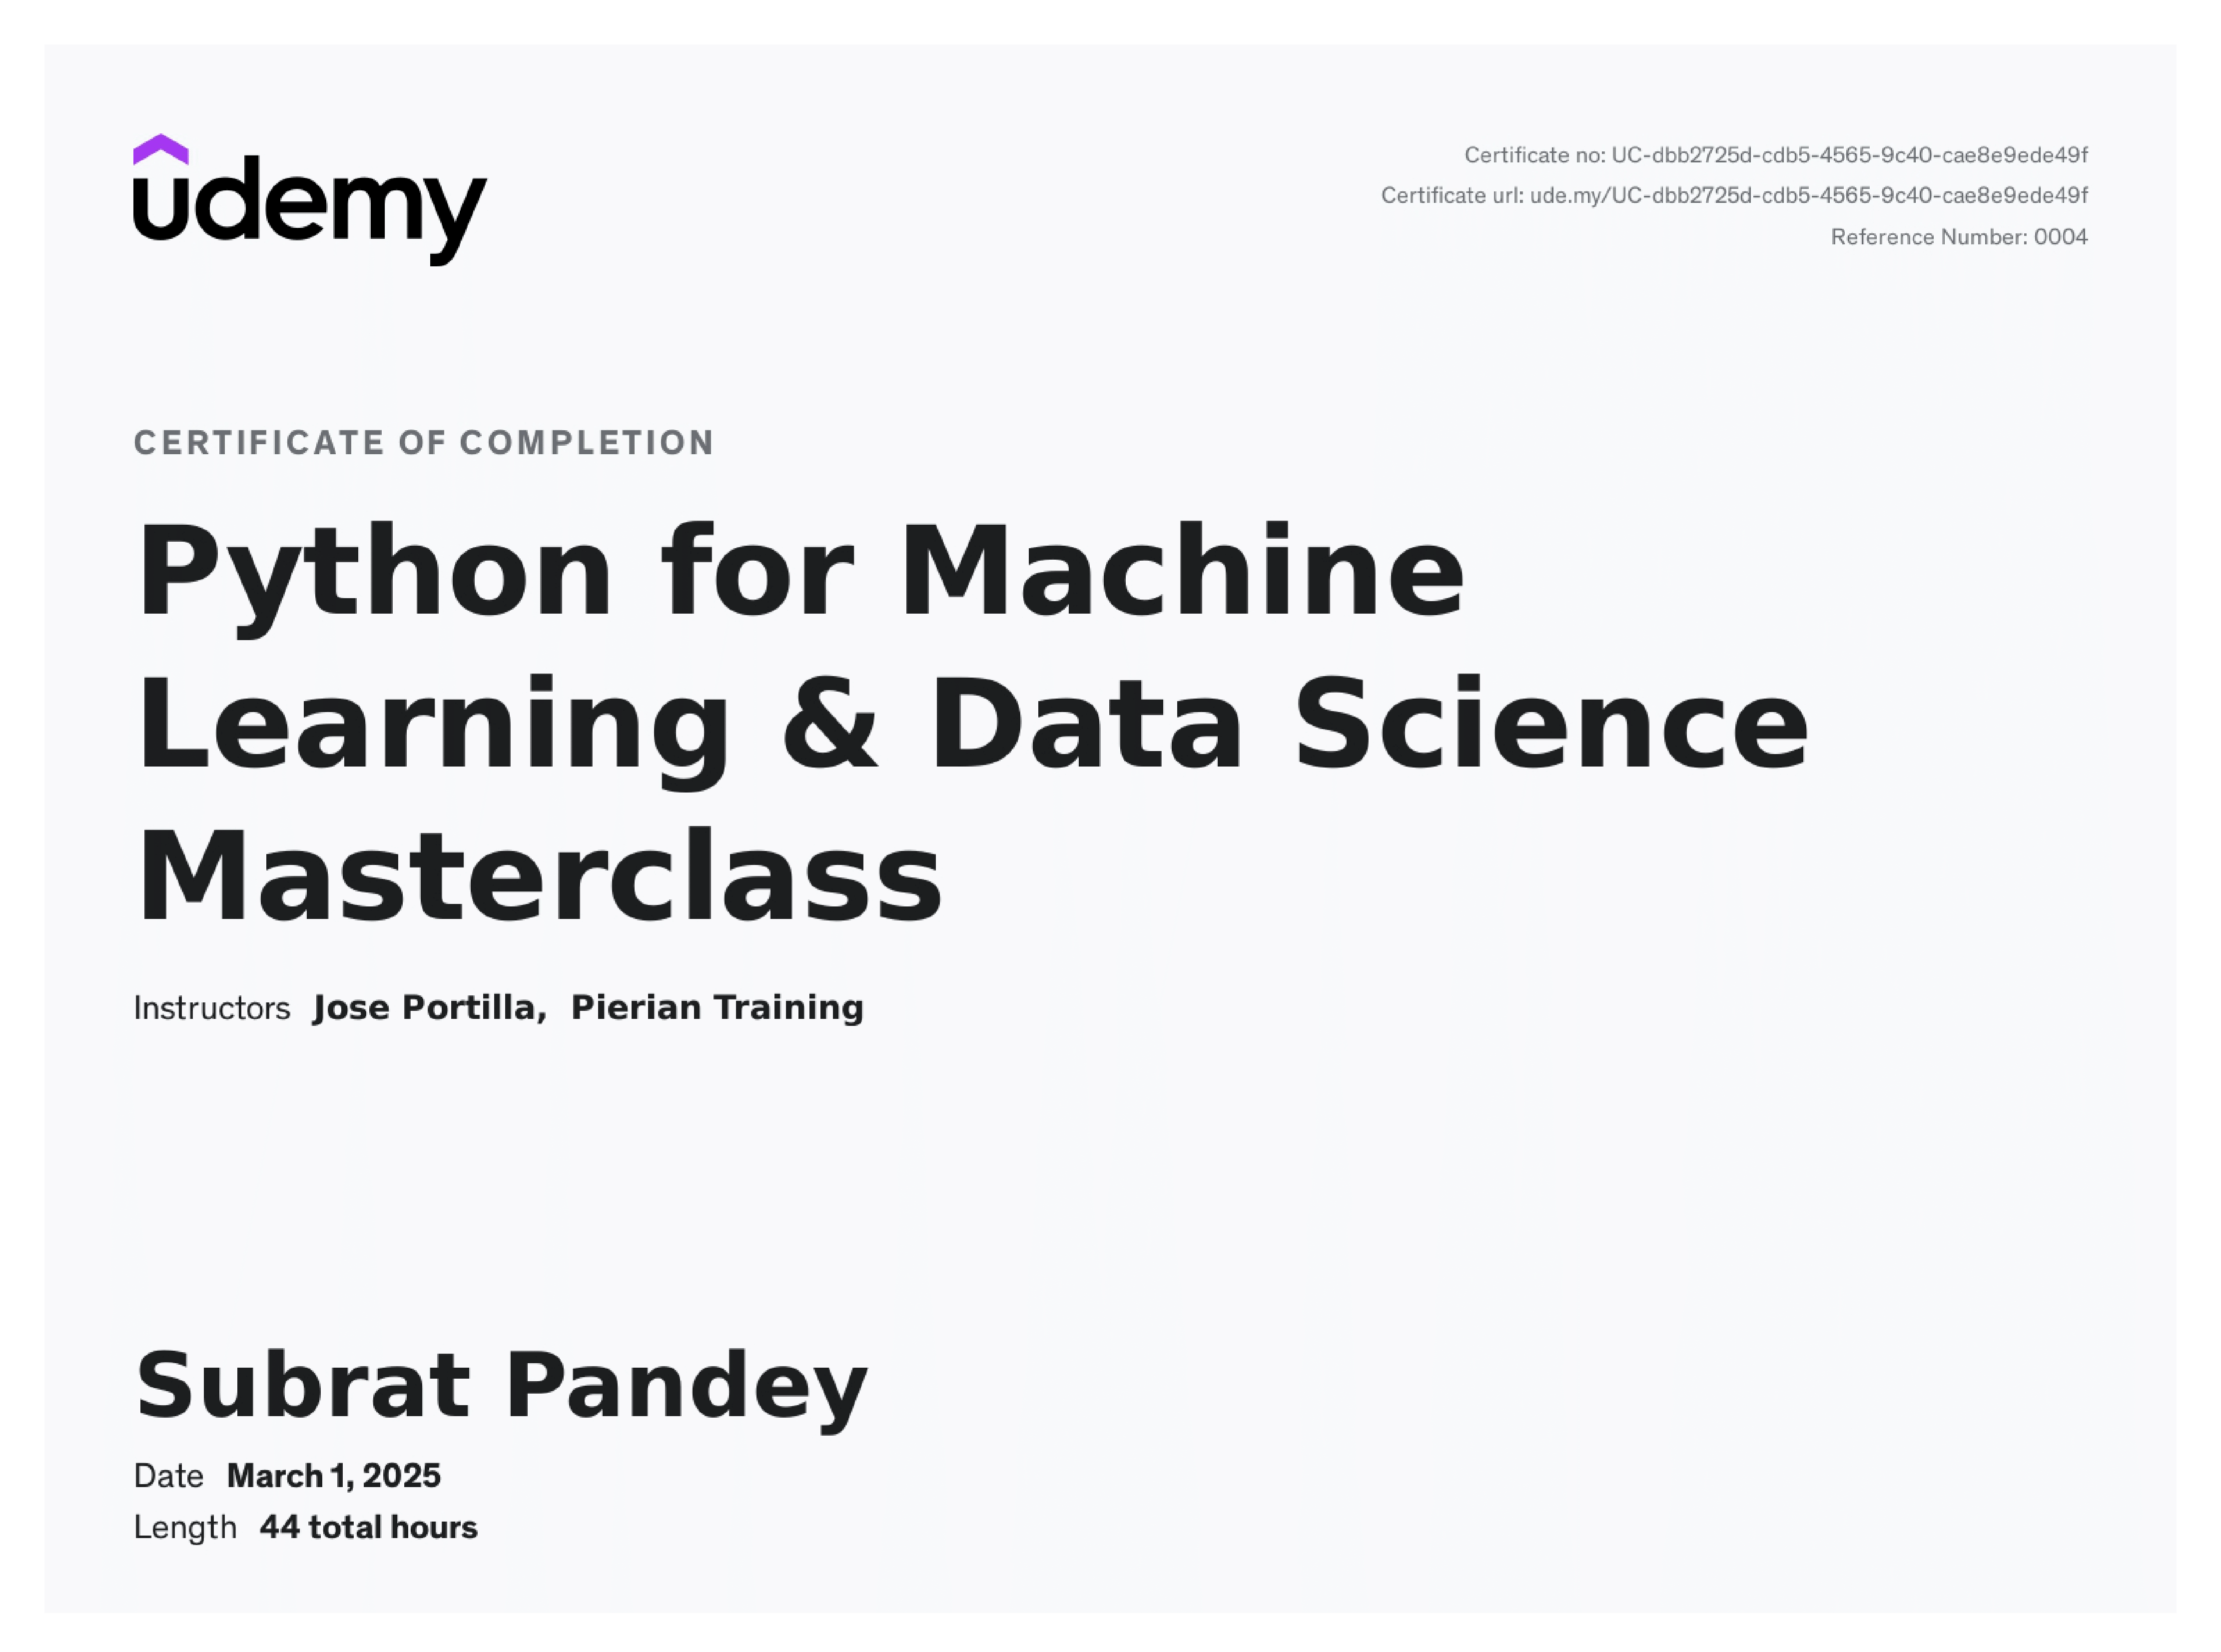 udemy
Certificate no: UC-dbb2725d-cdb5-4565-9c40-cae8e9ede49f
Certificate url: ude.my/UC-dbb2725d-cdb5-4565-9c40-cae8e9ede49f
Reference Number: 0004
CERTIFICATE OF COMPLETION
Python for Machine
Learning & Data Science
Masterclass
Instructors Jose Portilla, Pierian Training
Subrat Pandey
Date March 1, 2025
Length 44 total hours